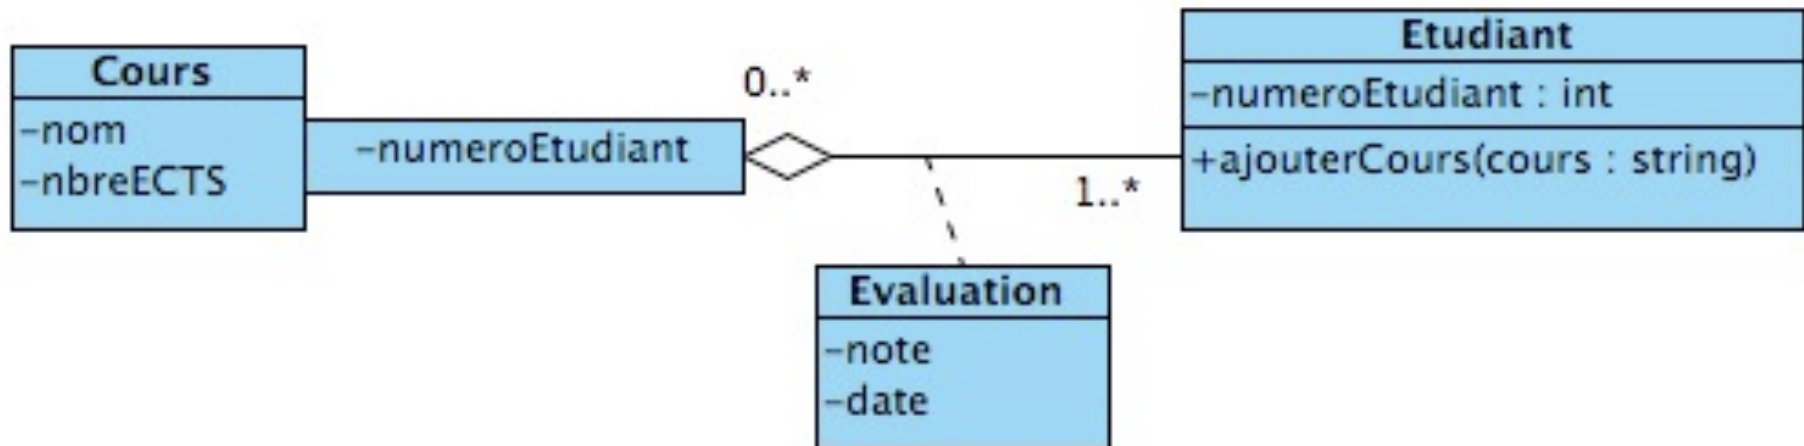 Cours
-nom
-nbreECTS
-numeroEtudiant
0..*
1..*
Etudiant
-numeroEtudiant : int
+ajouterCours(cours : string)
Evaluation
-note
-date